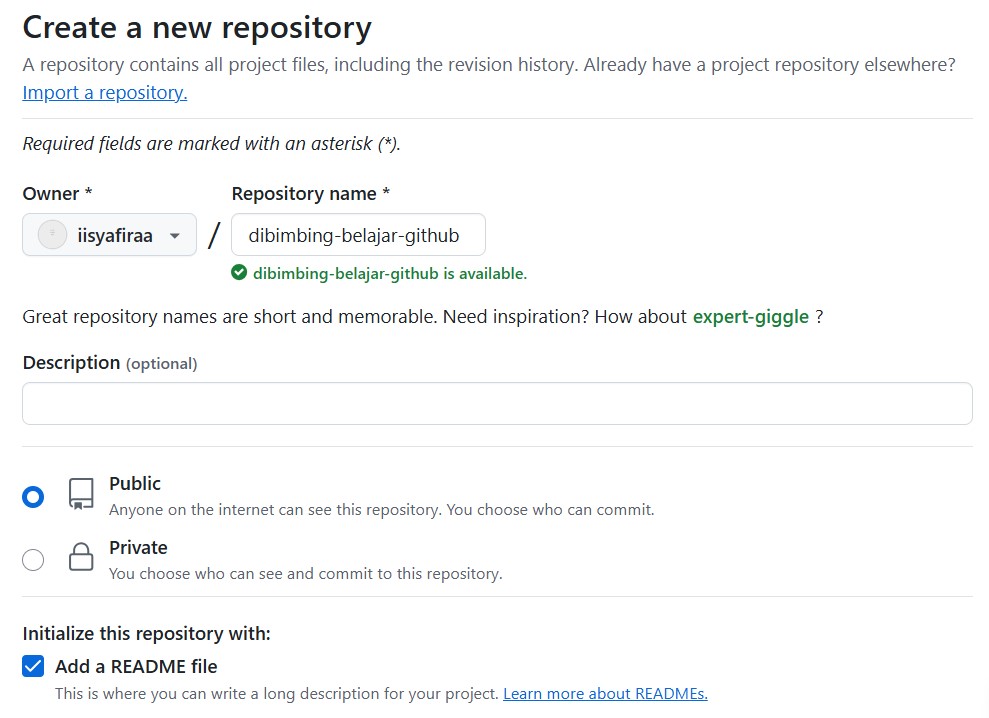 Create a new repository
A repository contains all project files, including the revision history. Already have a project repository elsewhere?
Import a repository.
Required fields are marked with an asterisk (*).
Owner * Repository name *
iisyafiraa / dibimbing-belajar-github
dibimbing-belajar-github is available.
Great repository names are short and memorable. Need inspiration? How about expert-giggle ?
Description (optional)
Public
Anyone on the internet can see this repository. You choose who can commit.
Private
You choose who can see and commit to this repository.
Initialize this repository with:
Add a README file
This is where you can write a long description for your project. Learn more about READMEs.